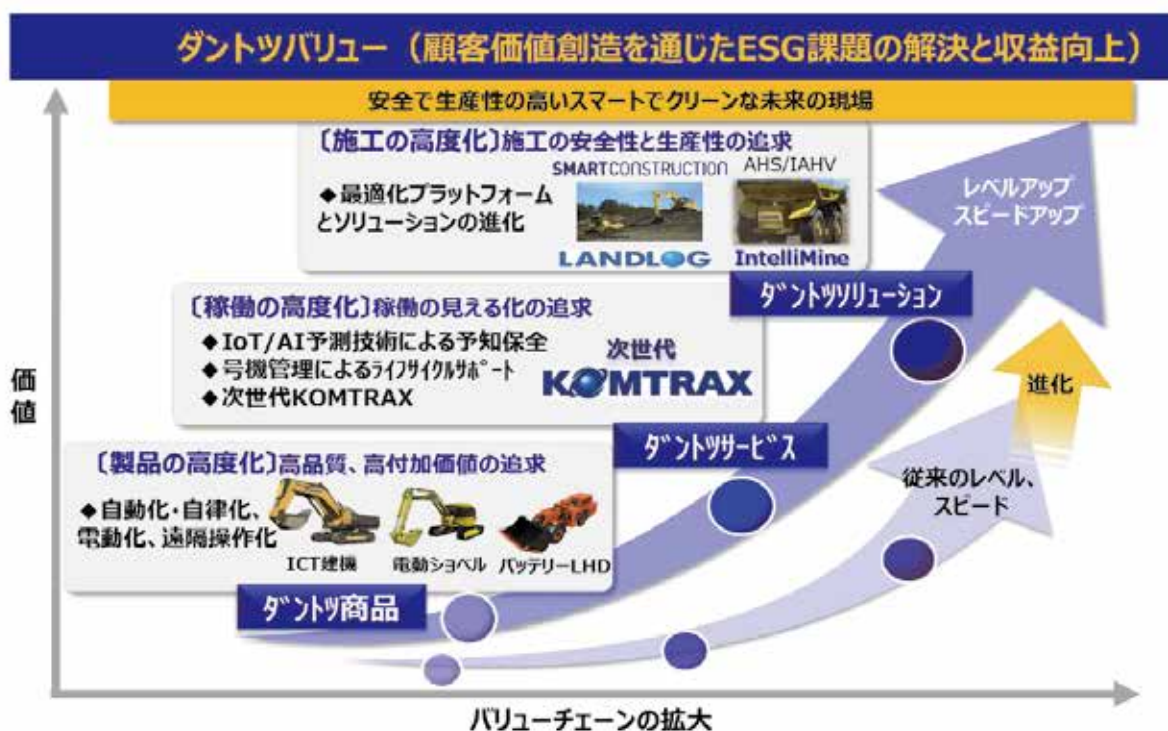 ダントツバリュー（顧客価値創造を通じたESG課題の解決と収益向上）
安全で生産性の高いスマートでクリーンな未来の現場
〔施工の高度化〕施工の安全性と生産性の追求
SMARTCONSTRUCTION
AHS/IAHV
◆最適化プラットフォーム
とソリューションの進化
LANDLOG
IntelliMine
レベルアップ
スピードアップ
ﾀﾞﾝﾄﾂｿﾘｭｰｼｮﾝ
〔稼働の高度化〕稼働の見える化の追求
◆IoT/AI予測技術による予知保全
◆号機管理によるﾗｲﾌｻｲｸﾙｻﾎﾟｰﾄ
◆次世代KOMTRAX
次世代
KOMTRAX
ﾀﾞﾝﾄﾂｻｰﾋﾞｽ
〔製品の高度化〕高品質、高付加価値の追求
◆自動化・自律化、
電動化、遠隔操作化
ICT建機
電動ショベル
バッテリーLHD
ﾀﾞﾝﾄﾂ商品
進化
従来のレベル、
スピード
価値
バリューチェーンの拡大